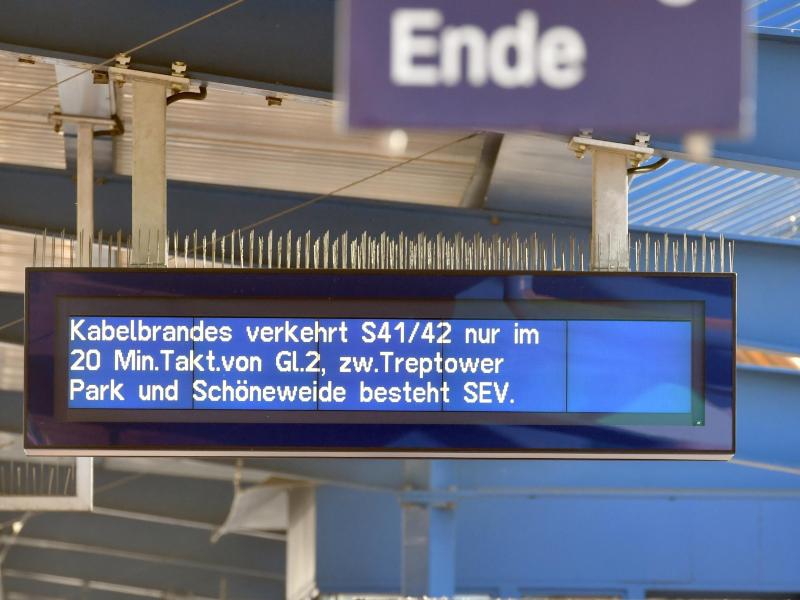 Ende
Kabelbrandes verkehrt S41/42 nur im
20 Min.Takt.von Gl.2, zw.Treptower
Park und Schöneweide besteht SEV.